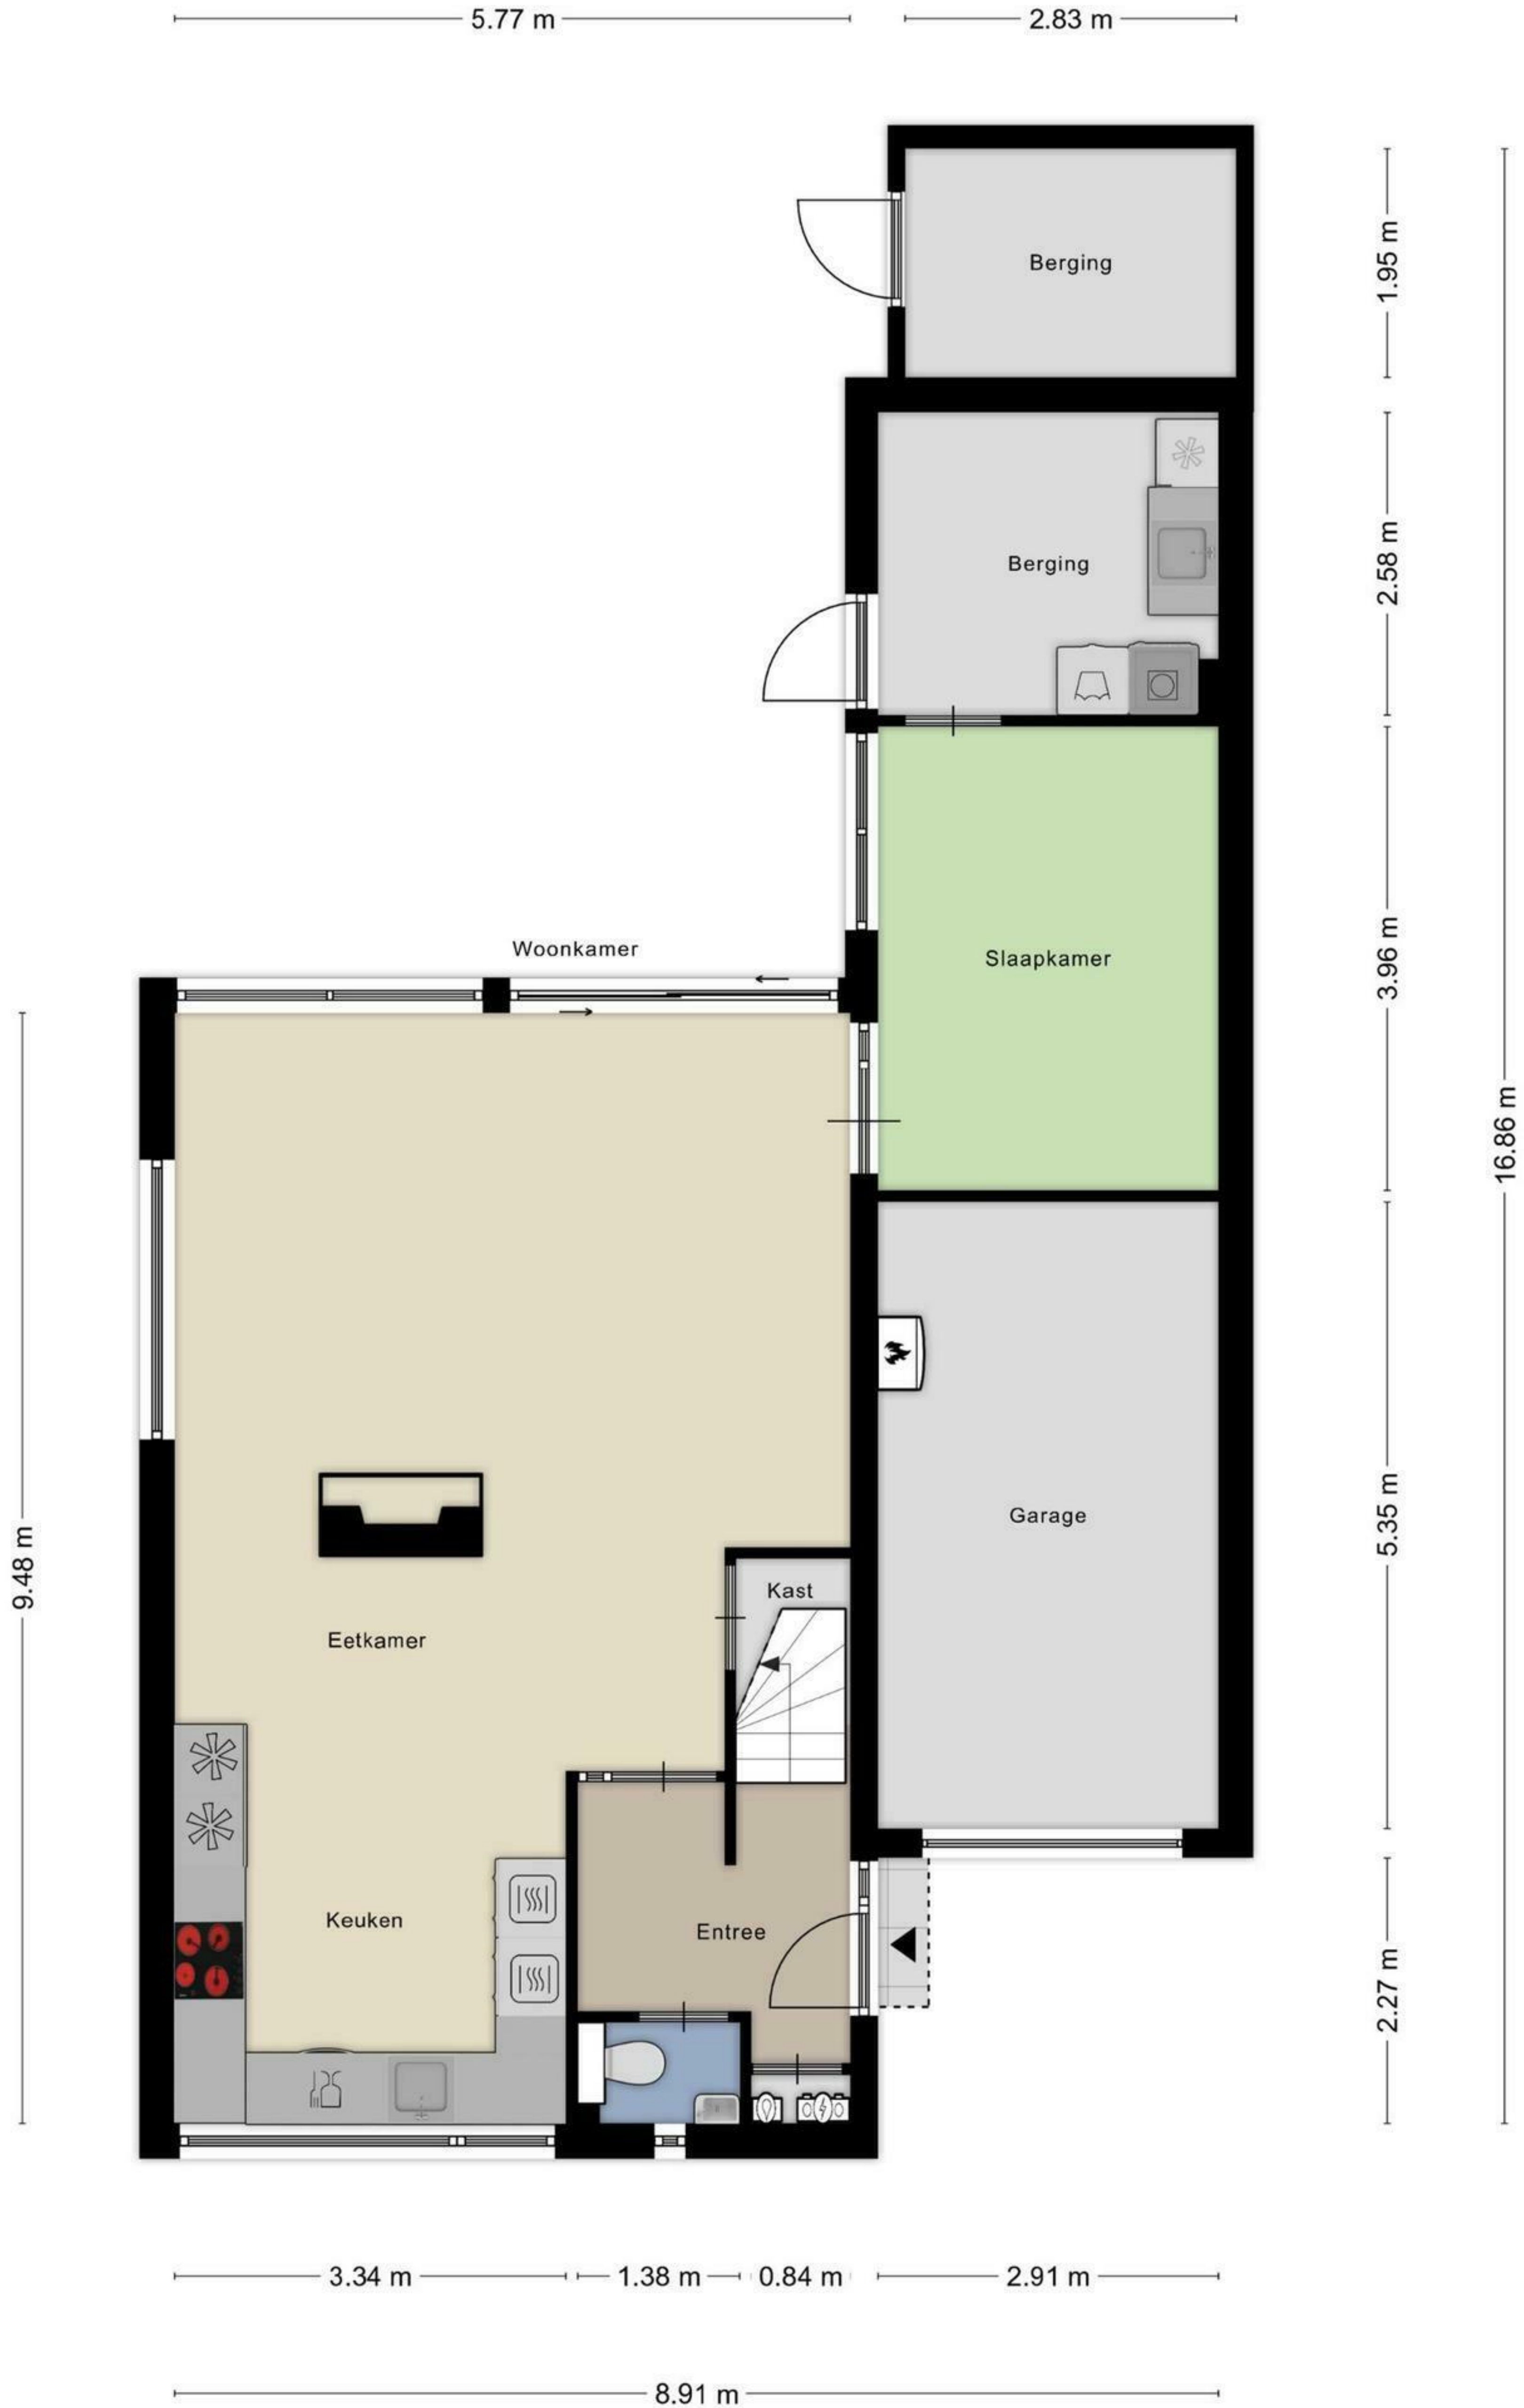 5.77 m
2.83 m
Berging
1.95 m
Berging
2.58 m
Woonkamer
Slaapkamer
3.96 m
16.86 m
Garage
5.35 m
9.48 m
Kast
Eetkamer
Keuken
Entree
2.27 m
3.34 m
1.38 m
0.84 m
2.91 m
8.91 m